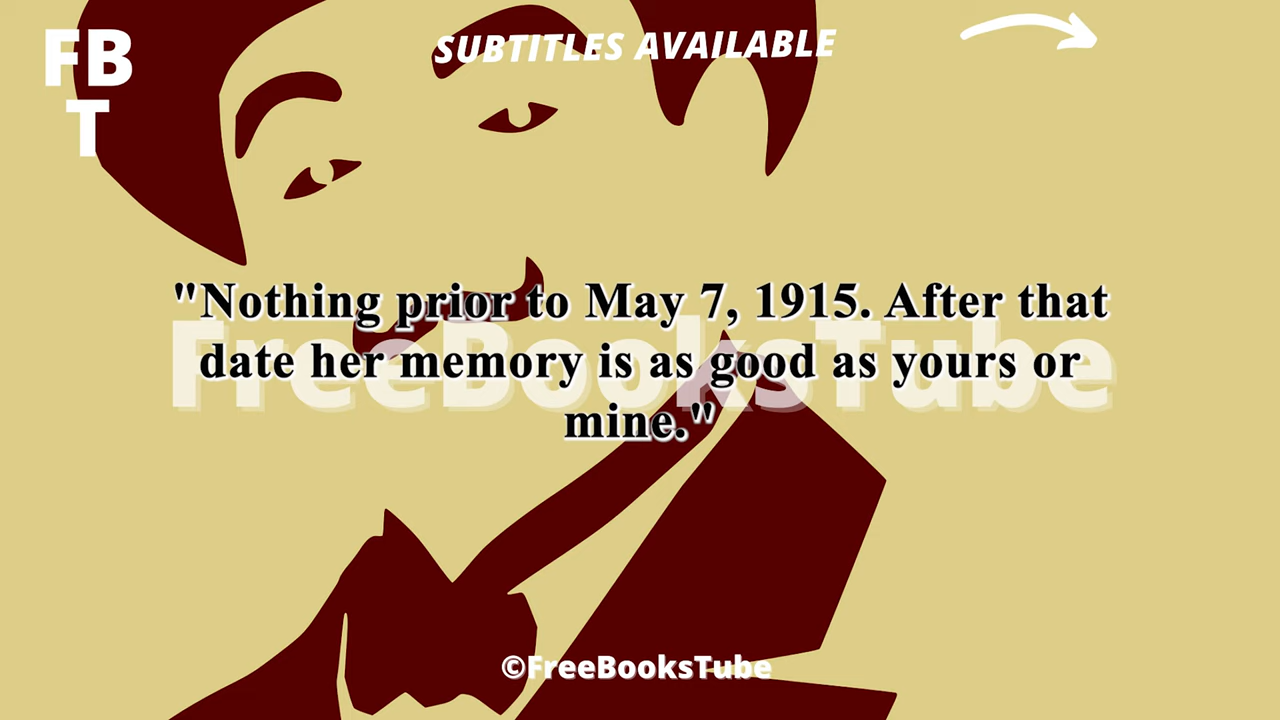 FB
T
SUBTITLES AVAILABLE
"Nothing prior to May 7, 1915. After that
date her memory is as good as yours or
mine."
FreeBooksTube
©FreeBooksTube